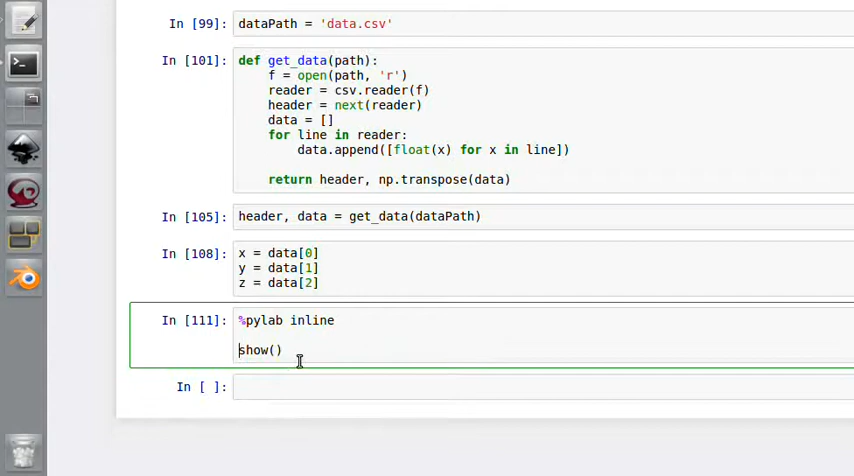 In [99]: dataPath = 'data.csv'
In [101]: def get_data(path):
f = open(path, 'r')
reader = csv.reader(f)
header = next(reader)
data = []
for line in reader:
data.append([float(x) for x in line])
return header, np.transpose(data)
In [105]: header, data = get_data(dataPath)
In [108]: x = data[0]
y = data[1]
z = data[2]
In [111]: %pylab inline
show()
In [ ]: